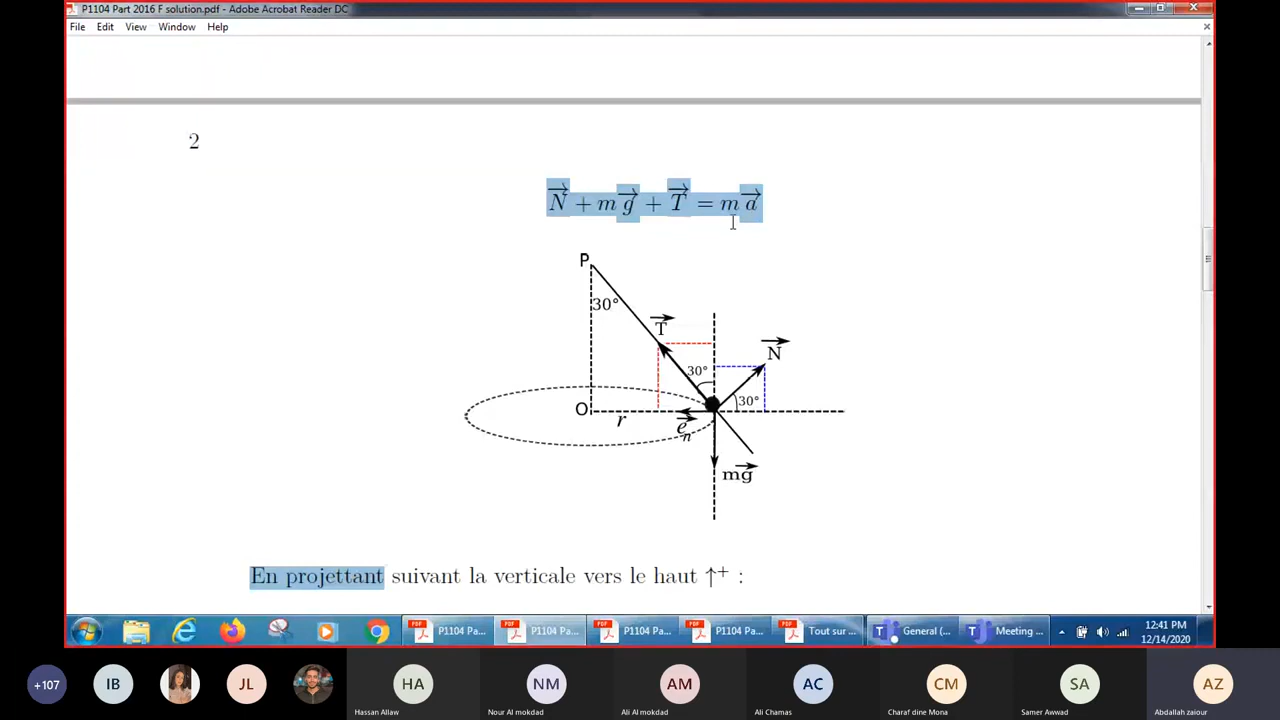 P1104 Part 2016 F solution.pdf - Adobe Acrobat Reader DC
File Edit View Window Help
2
N⃗ + m g⃗ + T⃗ = m a⃗
P
30°
T⃗
N⃗
30°
30°
O
r
e⃗n
mg⃗
En projettant suivant la verticale vers le haut ↑+ :
P1104 Pa... P1104 Pa... P1104 Pa... P1104 Pa... Tout sur ... General (... Meeting ...
12:41 PM
12/14/2020
+107 IB JL HA NM AM AC CM SA AZ
Hassan Allaw Nour Al mokdad Ali Al mokdad Ali Chamas Charaf dine Mona Samer Awwad Abdallah zaiour